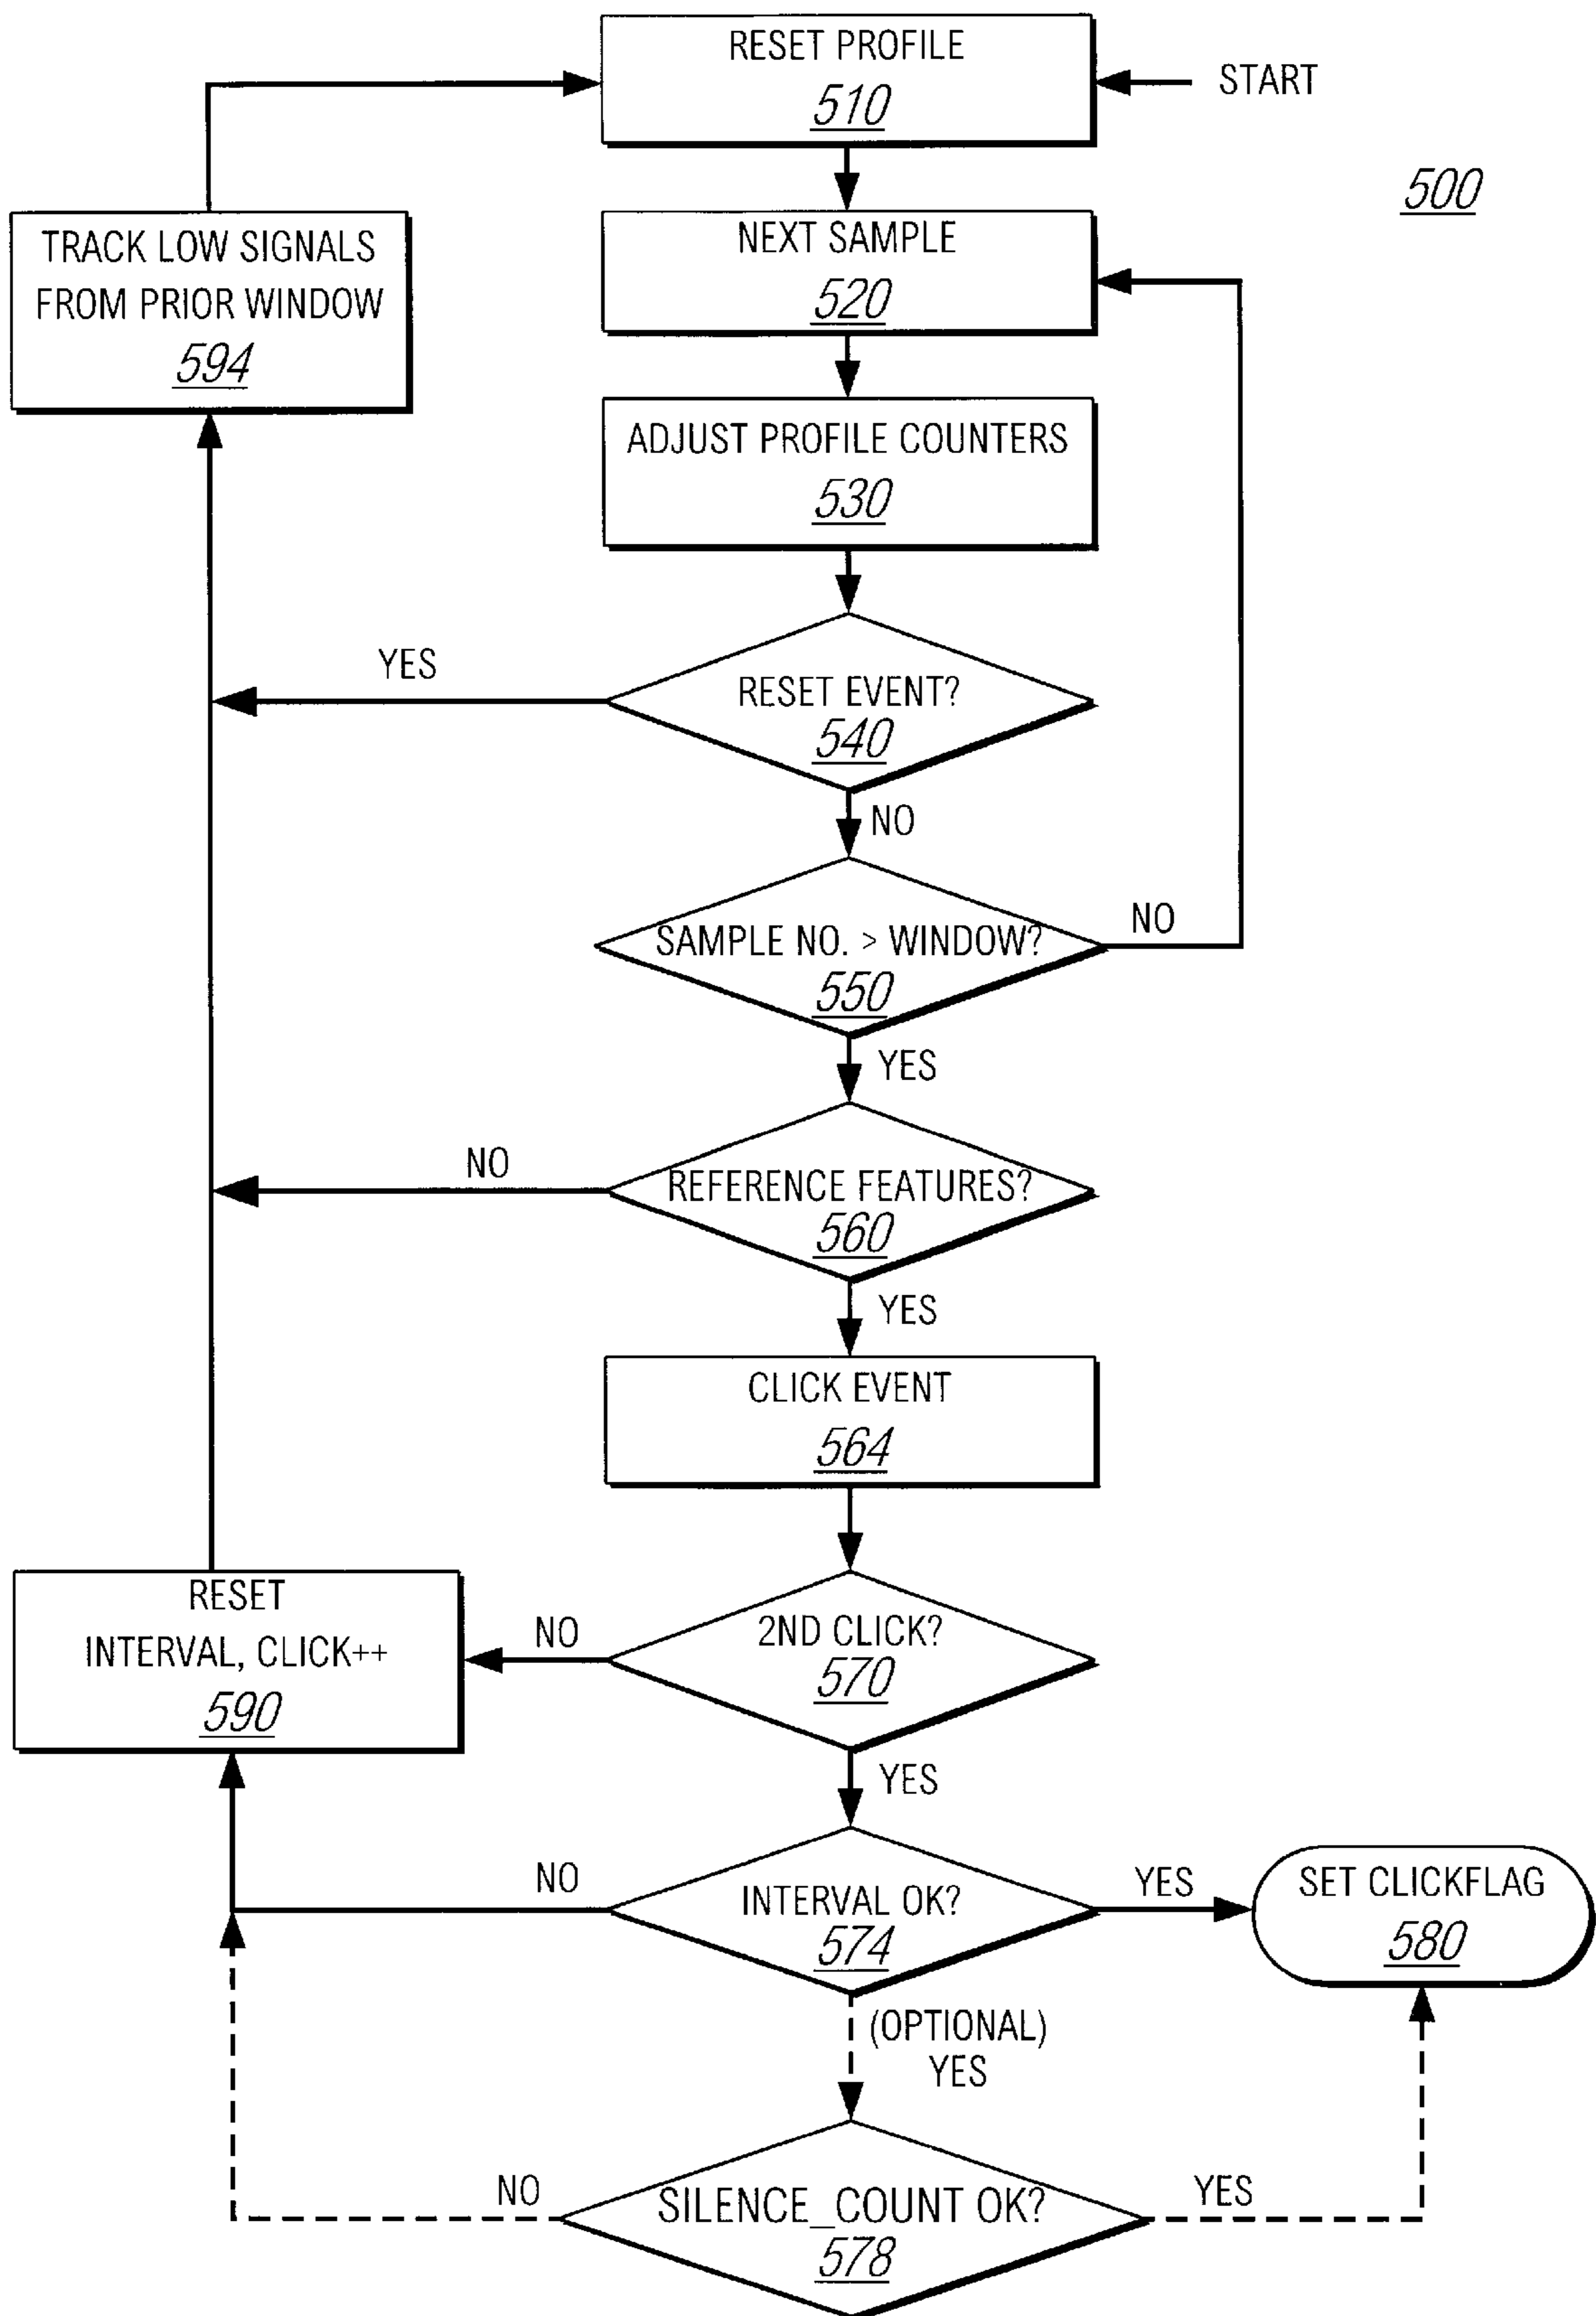 RESET PROFILE
510
START
500
TRACK LOW SIGNALS
FROM PRIOR WINDOW
594
NEXT SAMPLE
520
ADJUST PROFILE COUNTERS
530
YES
RESET EVENT?
540
NO
SAMPLE NO. > WINDOW?
550
NO
YES
NO
REFERENCE FEATURES?
560
YES
CLICK EVENT
564
RESET
INTERVAL, CLICK++
590
NO
2ND CLICK?
570
YES
NO
INTERVAL OK?
574
YES
SET CLICKFLAG
580
(OPTIONAL)
YES
NO
SILENCE_COUNT OK?
578
YES